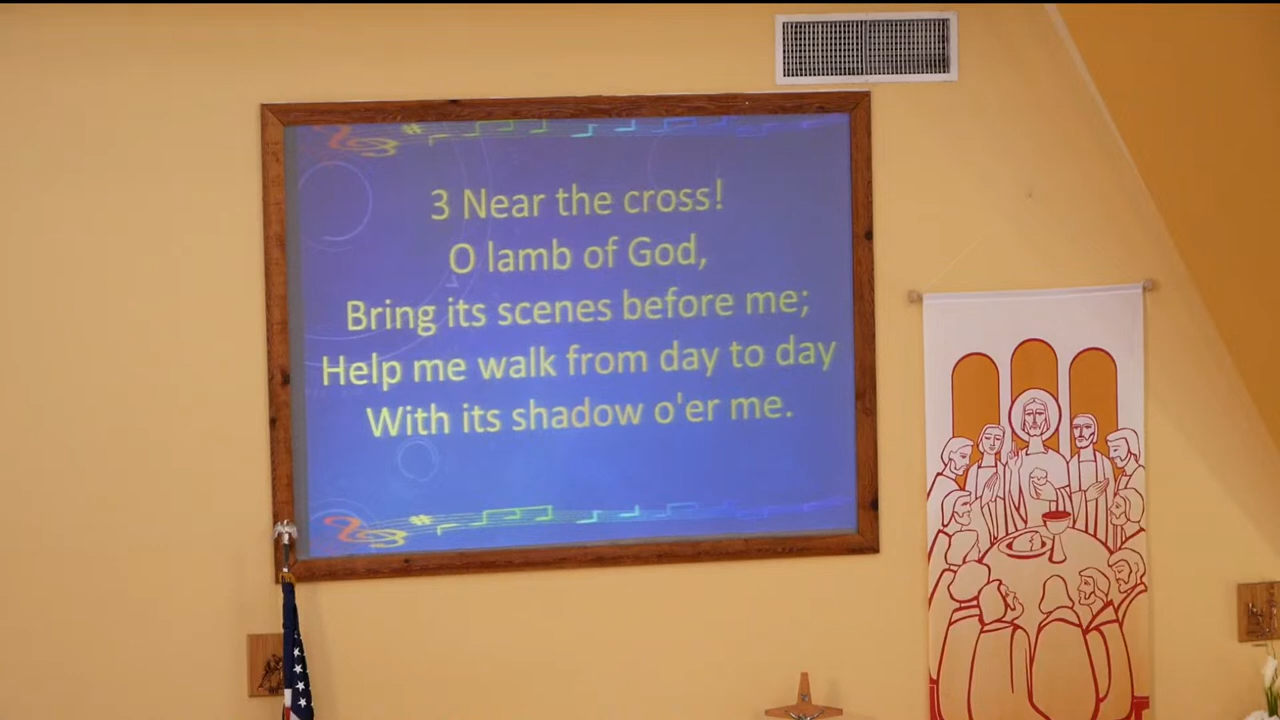 3 Near the cross!
O lamb of God,
Bring its scenes before me;
Help me walk from day to day
With its shadow o'er me.